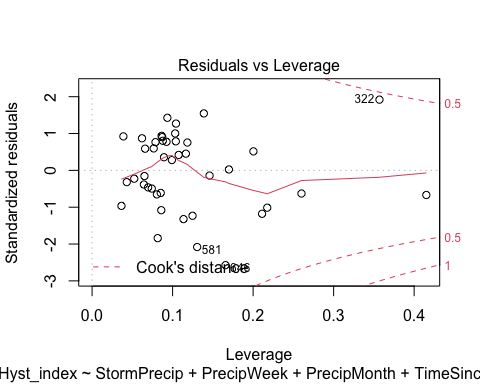 Residuals vs Leverage
Standardized residuals
2
1
0
-1
-2
-3
322
0.5
0.5
1
581
646
Cook's distance
0.0 0.1 0.2 0.3 0.4
Leverage
Hyst_index ~ StormPrecip + PrecipWeek + PrecipMonth + TimeSinc